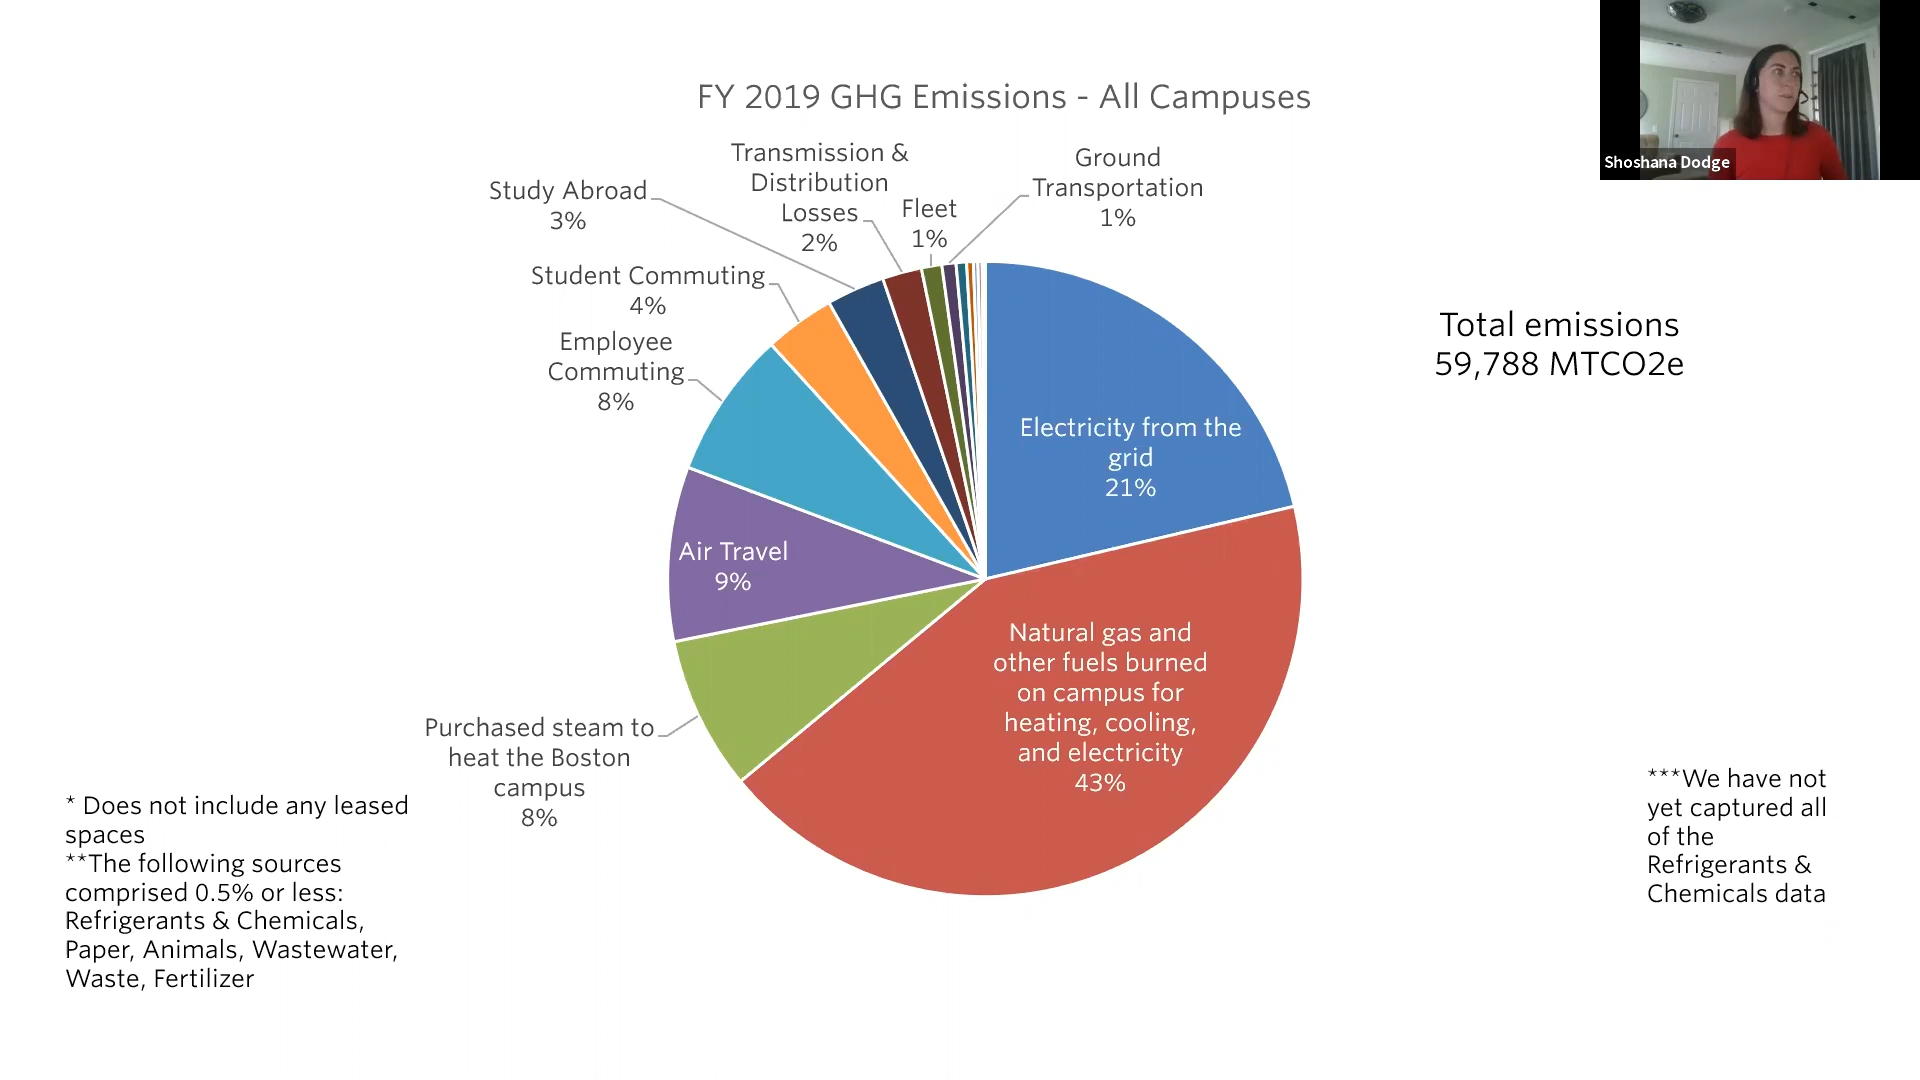 FY 2019 GHG Emissions - All Campuses
Shoshana Dodge
Study Abroad
3%
Transmission &
Distribution
Losses
2%
Fleet
1%
Ground
Transportation
1%
Student Commuting
4%
Employee
Commuting
8%
Total emissions
59,788 MTCO2e
Electricity from the
grid
21%
Air Travel
9%
Natural gas and
other fuels burned
on campus for
heating, cooling,
and electricity
43%
Purchased steam to
heat the Boston
campus
8%
* Does not include any leased
spaces
**The following sources
comprised 0.5% or less:
Refrigerants & Chemicals,
Paper, Animals, Wastewater,
Waste, Fertilizer
***We have not
yet captured all
of the
Refrigerants &
Chemicals data